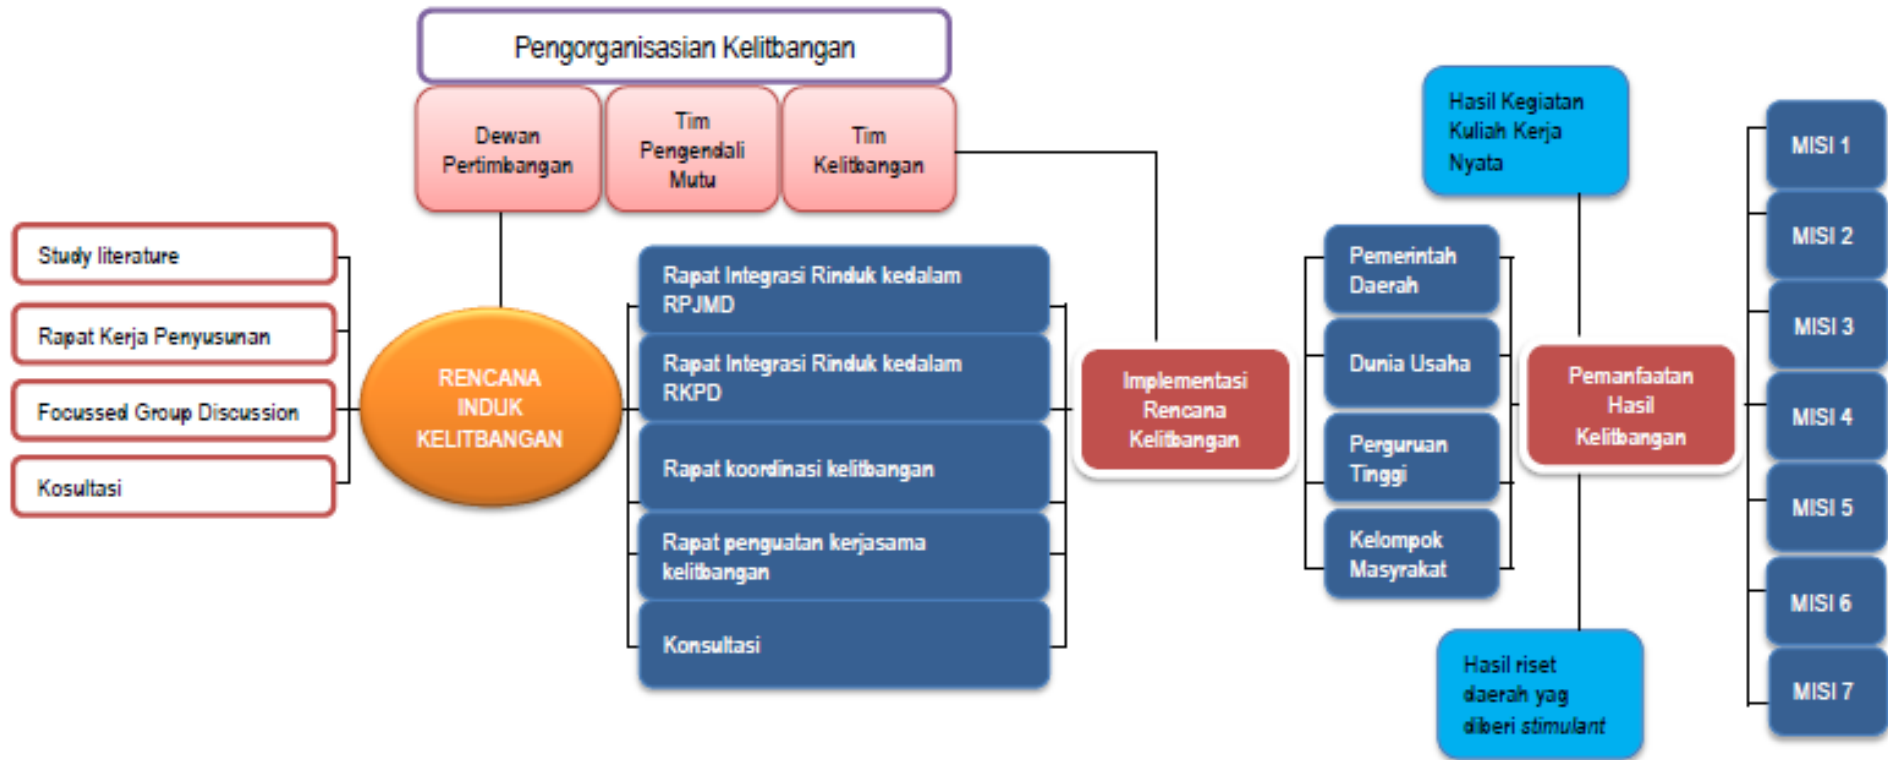 Pengorganisasian Kelitbangan
Dewan
Pertimbangan
Tim
Pengendali
Mutu
Tim
Kelitbangan
Study literature
Rapat Kerja Penyusunan
Focussed Group Discussion
Kosultasi
RENCANA
INDUK
KELITBANGAN
Rapat Integrasi Rinduk kedalam
RPJMD
Rapat Integrasi Rinduk kedalam
RKPD
Rapat koordinasi kelitbangan
Rapat penguatan kerjasama
kelitbangan
Konsultasi
Implementasi
Rencana
Kelitbangan
Pemerintah
Daerah
Dunia Usaha
Perguruan
Tinggi
Kelompok
Masyrakat
Hasil Kegiatan
Kuliah Kerja
Nyata
Pemanfaatan
Hasil
Kelitbangan
Hasil riset
daerah yag
diberi stimulant
MISI 1
MISI 2
MISI 3
MISI 4
MISI 5
MISI 6
MISI 7